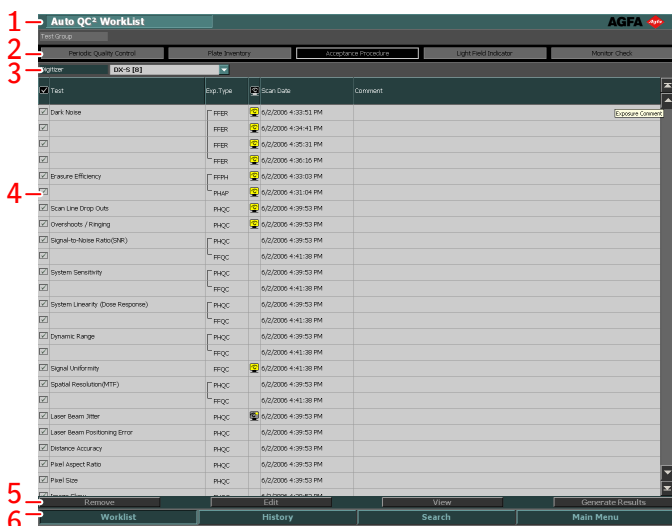 1 Auto QC² WorkList AGFA Agfa
Test Group
2 Periodic Quality Control Plate Inventory Acceptance Procedure Light Field Indicator Monitor Check
3 Digitizer DX-S [8]
Test Exp.Type Scan Date Comment
Dark Noise FFER 6/2/2006 4:33:51 PM Exposure Comment
FFER 6/2/2006 4:34:41 PM
FFER 6/2/2006 4:35:31 PM
FFER 6/2/2006 4:36:16 PM
Erasure Efficiency FFPH 6/2/2006 4:33:03 PM
4 PHAP 6/2/2006 4:31:04 PM
Scan Line Drop Outs PHQC 6/2/2006 4:39:53 PM
Overshoots / Ringing PHQC 6/2/2006 4:39:53 PM
Signal-to-Noise Ratio(SNR) PHQC 6/2/2006 4:39:53 PM
FFQC 6/2/2006 4:41:38 PM
System Sensitivity PHQC 6/2/2006 4:39:53 PM
FFQC 6/2/2006 4:41:38 PM
System Linearity (Dose Response) PHQC 6/2/2006 4:39:53 PM
FFQC 6/2/2006 4:41:38 PM
Dynamic Range PHQC 6/2/2006 4:39:53 PM
FFQC 6/2/2006 4:41:38 PM
Signal Uniformity FFQC 6/2/2006 4:41:38 PM
Spatial Resolution(MTF) PHQC 6/2/2006 4:39:53 PM
FFQC 6/2/2006 4:41:38 PM
Laser Beam Jitter PHQC 6/2/2006 4:39:53 PM
Laser Beam Positioning Error PHQC 6/2/2006 4:39:53 PM
Distance Accuracy PHQC 6/2/2006 4:39:53 PM
Pixel Aspect Ratio PHQC 6/2/2006 4:39:53 PM
Pixel Size PHQC 6/2/2006 4:39:53 PM
5 Remove Edit View Generate Results
6 Worklist History Search Main Menu